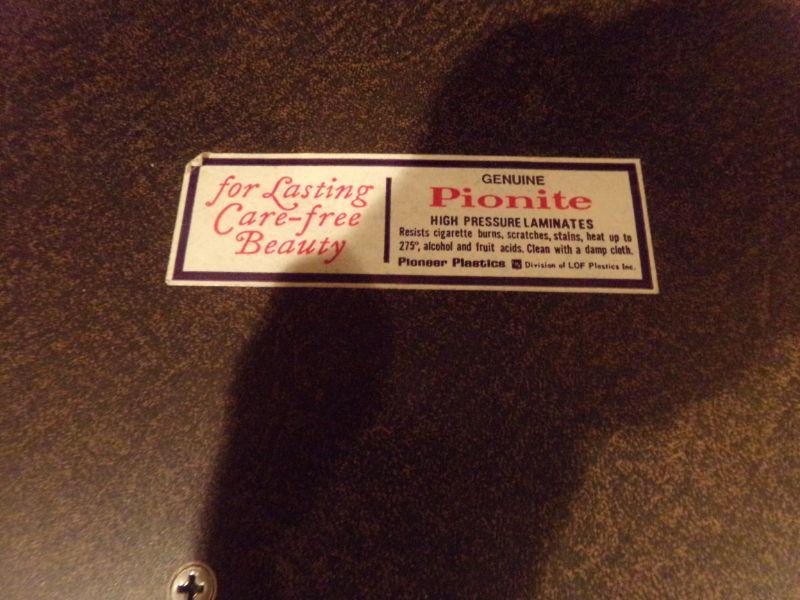 for Lasting
Care-free
Beauty
GENUINE
Pionite
HIGH PRESSURE LAMINATES
Resists cigarette burns, scratches, stains, heat up to
275°, alcohol and fruit acids. Clean with a damp cloth.
Pioneer Plastics Division of LOF Plastics Inc.